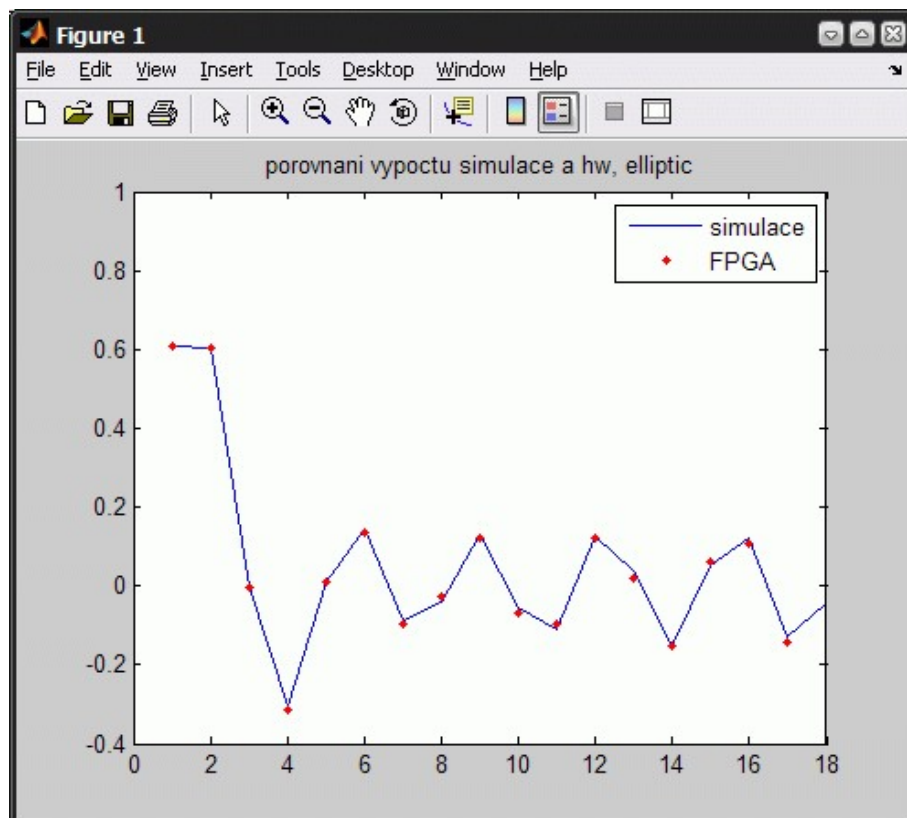 Figure 1
File Edit View Insert Tools Desktop Window Help
porovnani vypoctu simulace a hw, elliptic
simulace
FPGA
1
0.8
0.6
0.4
0.2
0
-0.2
-0.4
0 2 4 6 8 10 12 14 16 18